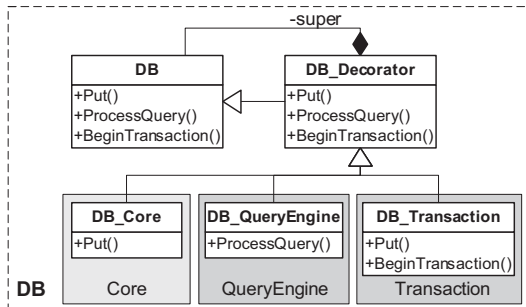 -super
DB
+Put()
+ProcessQuery()
+BeginTransaction()
DB_Decorator
+Put()
+ProcessQuery()
+BeginTransaction()
DB_Core
+Put()
Core
DB_QueryEngine
+ProcessQuery()
QueryEngine
DB_Transaction
+Put()
+BeginTransaction()
Transaction
DB